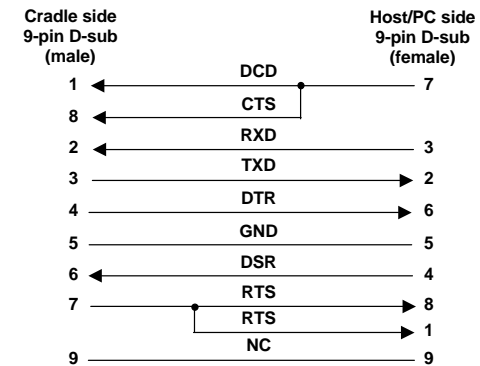 Cradle side Host/PC side
9-pin D-sub 9-pin D-sub
(male) (female)
DCD
1 7
CTS
8
RXD
2 3
TXD
3 2
DTR
4 6
GND
5 5
DSR
6 4
RTS
7 8
RTS
1
NC
9 9